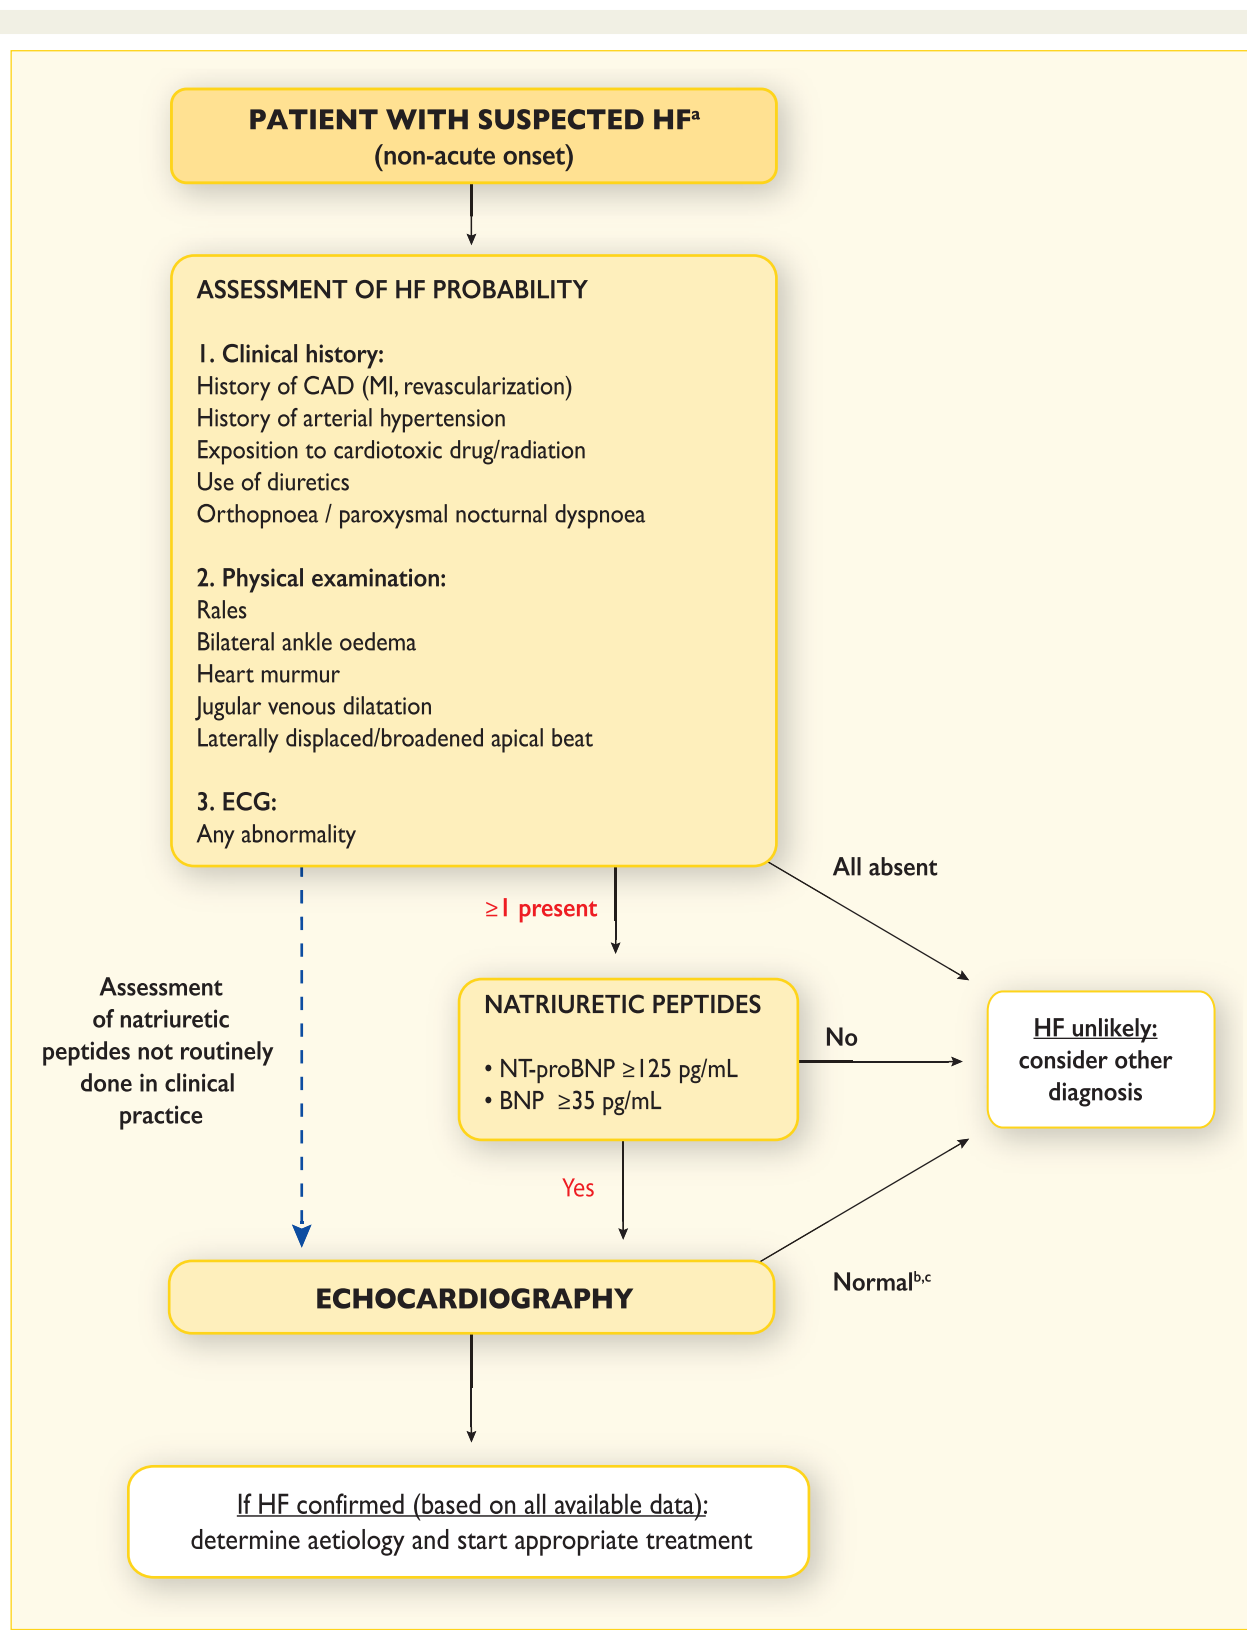 PATIENT WITH SUSPECTED HFa
(non-acute onset)
ASSESSMENT OF HF PROBABILITY
1. Clinical history:
History of CAD (MI, revascularization)
History of arterial hypertension
Exposition to cardiotoxic drug/radiation
Use of diuretics
Orthopnoea / paroxysmal nocturnal dyspnoea
2. Physical examination:
Rales
Bilateral ankle oedema
Heart murmur
Jugular venous dilatation
Laterally displaced/broadened apical beat
3. ECG:
Any abnormality
All absent
≥1 present
Assessment
of natriuretic
peptides not routinely
done in clinical
practice
NATRIURETIC PEPTIDES
• NT-proBNP ≥125 pg/mL
• BNP ≥35 pg/mL
No
HF unlikely:
consider other
diagnosis
Yes
Normalb,c
ECHOCARDIOGRAPHY
If HF confirmed (based on all available data):
determine aetiology and start appropriate treatment